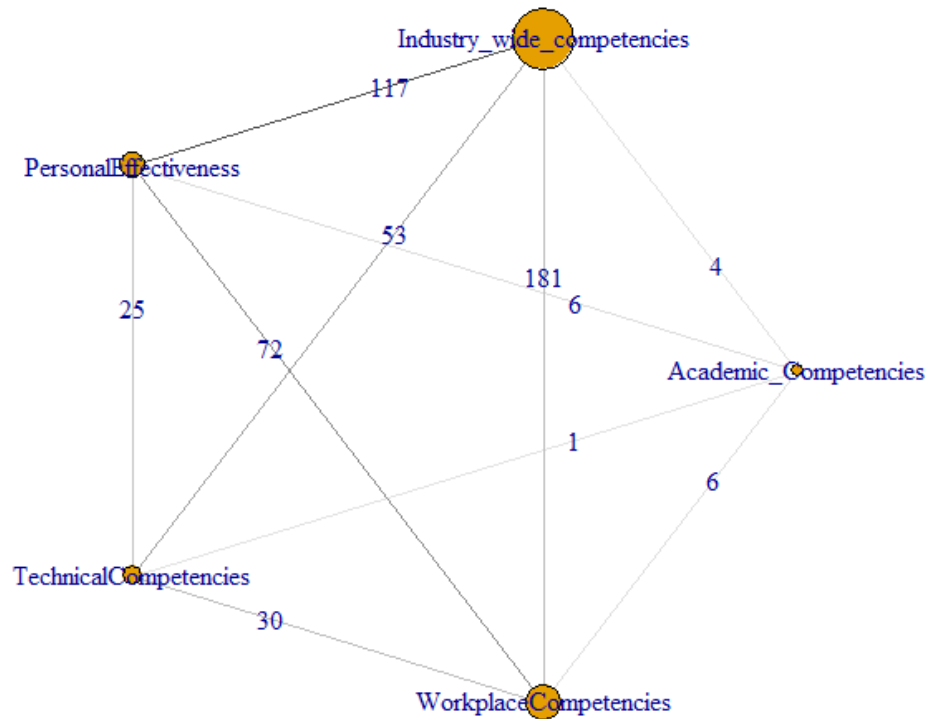 Industry_wide_competencies
117
PersonalEffectiveness
53
4
181
6
25
72
Academic_Competencies
1
6
TechnicalCompetencies
30
WorkplaceCompetencies